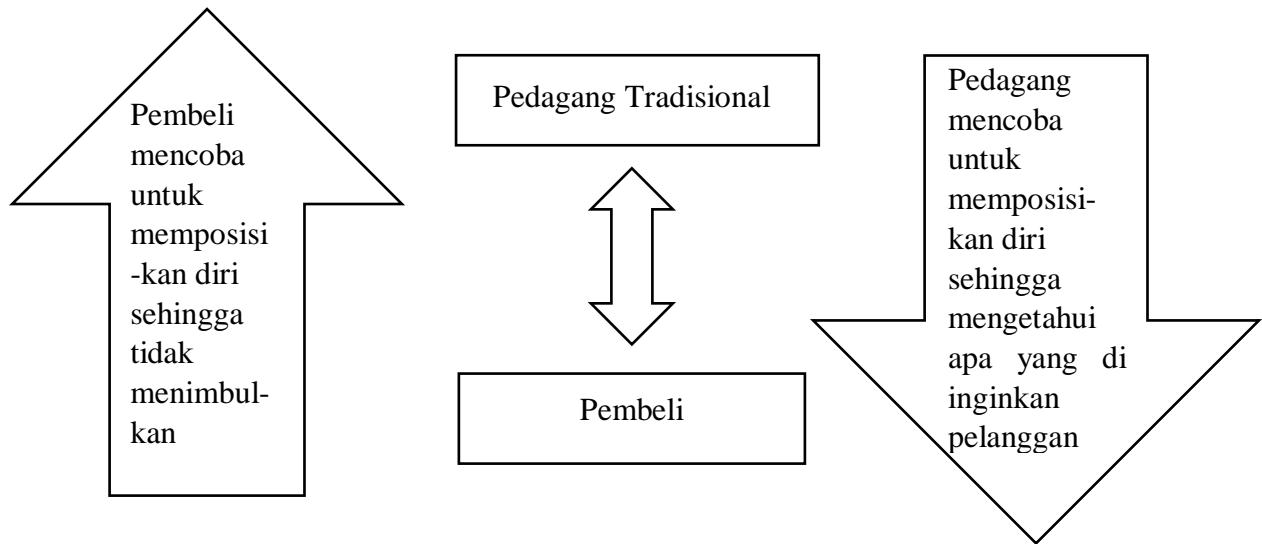 Pembeli
mencoba
untuk
memposisi
-kan diri
sehingga
tidak
menimbul-
kan
Pedagang Tradisional
Pembeli
Pedagang
mencoba
untuk
memposisi-
kan diri
sehingga
mengetahui
apa yang di
inginkan
pelanggan